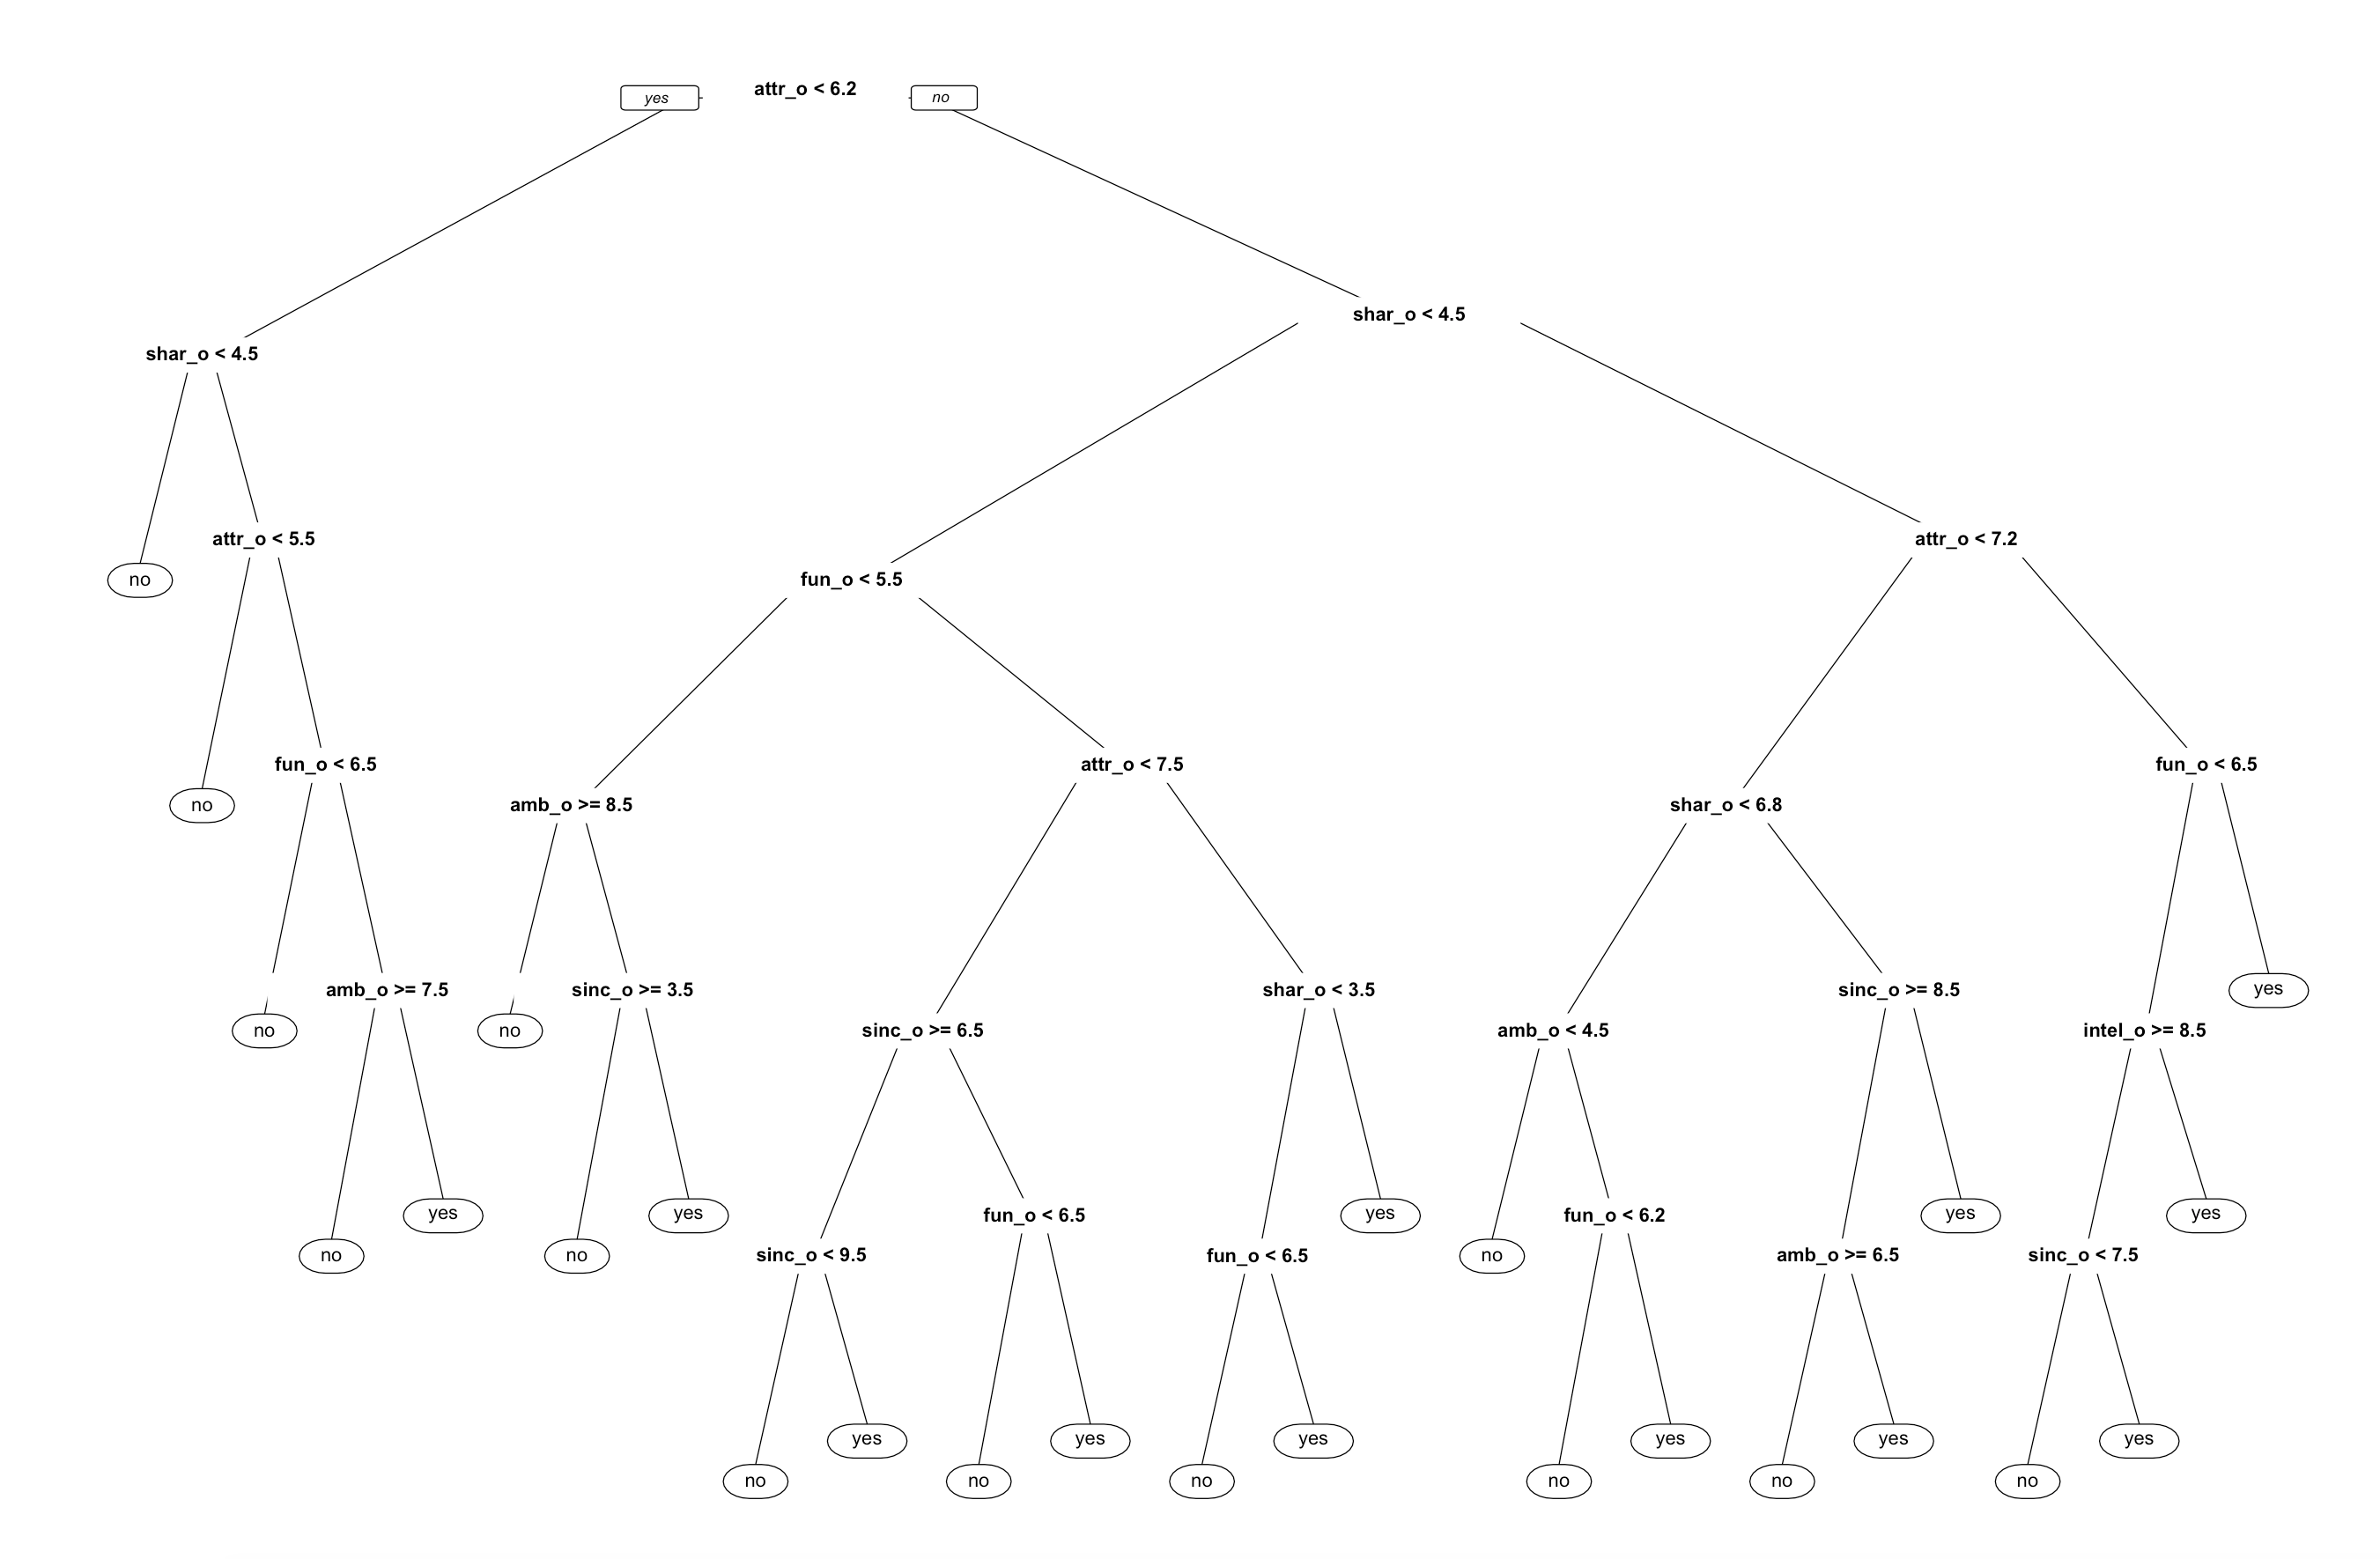 attr_o < 6.2
yes
no
shar_o < 4.5
shar_o < 4.5
attr_o < 5.5
attr_o < 7.2
no
fun_o < 5.5
fun_o < 6.5
attr_o < 7.5
fun_o < 6.5
no
amb_o >= 8.5
shar_o < 6.8
amb_o >= 7.5
sinc_o >= 3.5
shar_o < 3.5
sinc_o >= 8.5
yes
no
no
sinc_o >= 6.5
amb_o < 4.5
intel_o >= 8.5
yes
yes
fun_o < 6.5
yes
fun_o < 6.2
yes
yes
no
no
sinc_o < 9.5
fun_o < 6.5
no
amb_o >= 6.5
sinc_o < 7.5
yes
yes
yes
yes
yes
yes
no
no
no
no
no
no